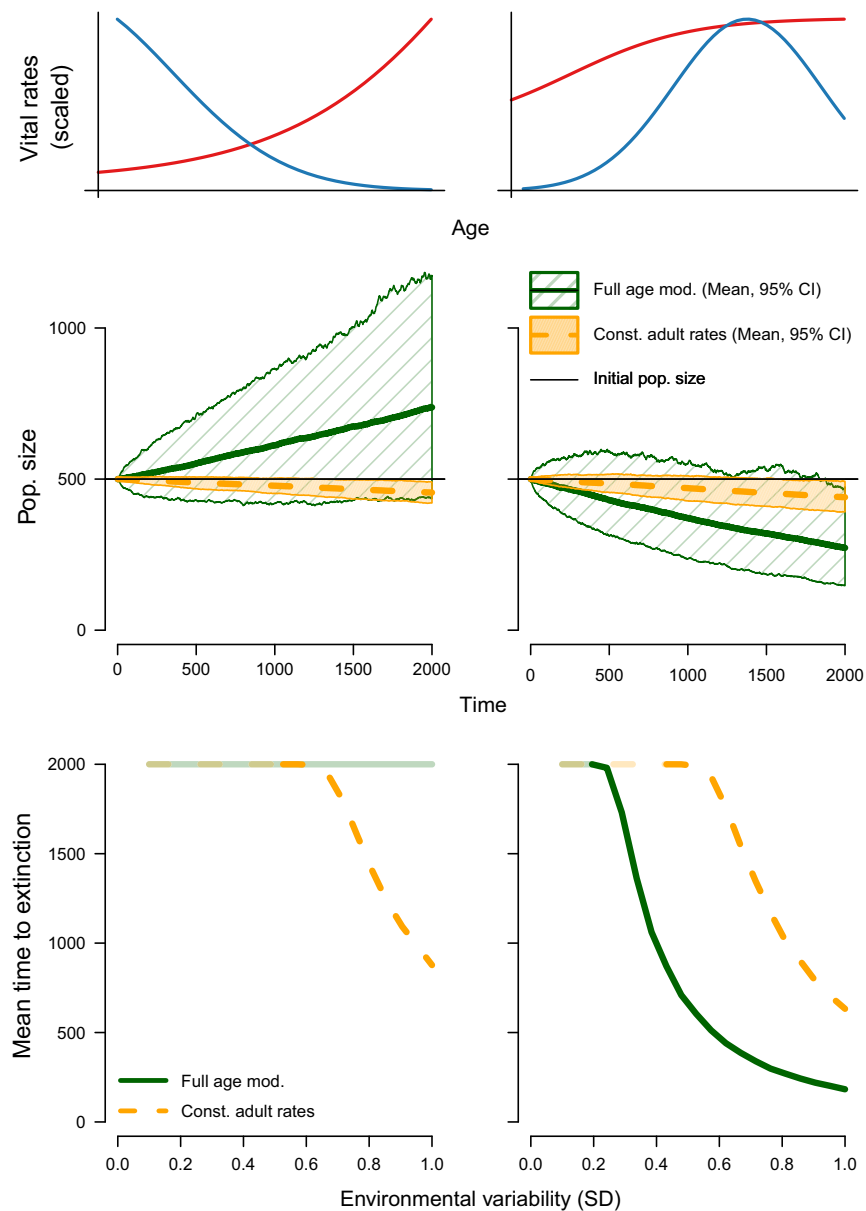 Vital rates
(scaled)
Age
Full age mod. (Mean, 95% CI)
Const. adult rates (Mean, 95% CI)
Initial pop. size
Pop. size
1000
500
0
0 500 1000 1500 2000
0 500 1000 1500 2000
Time
Mean time to extinction
2000
1500
1000
500
0
Full age mod.
Const. adult rates
0.0 0.2 0.4 0.6 0.8 1.0
0.0 0.2 0.4 0.6 0.8 1.0
Environmental variability (SD)